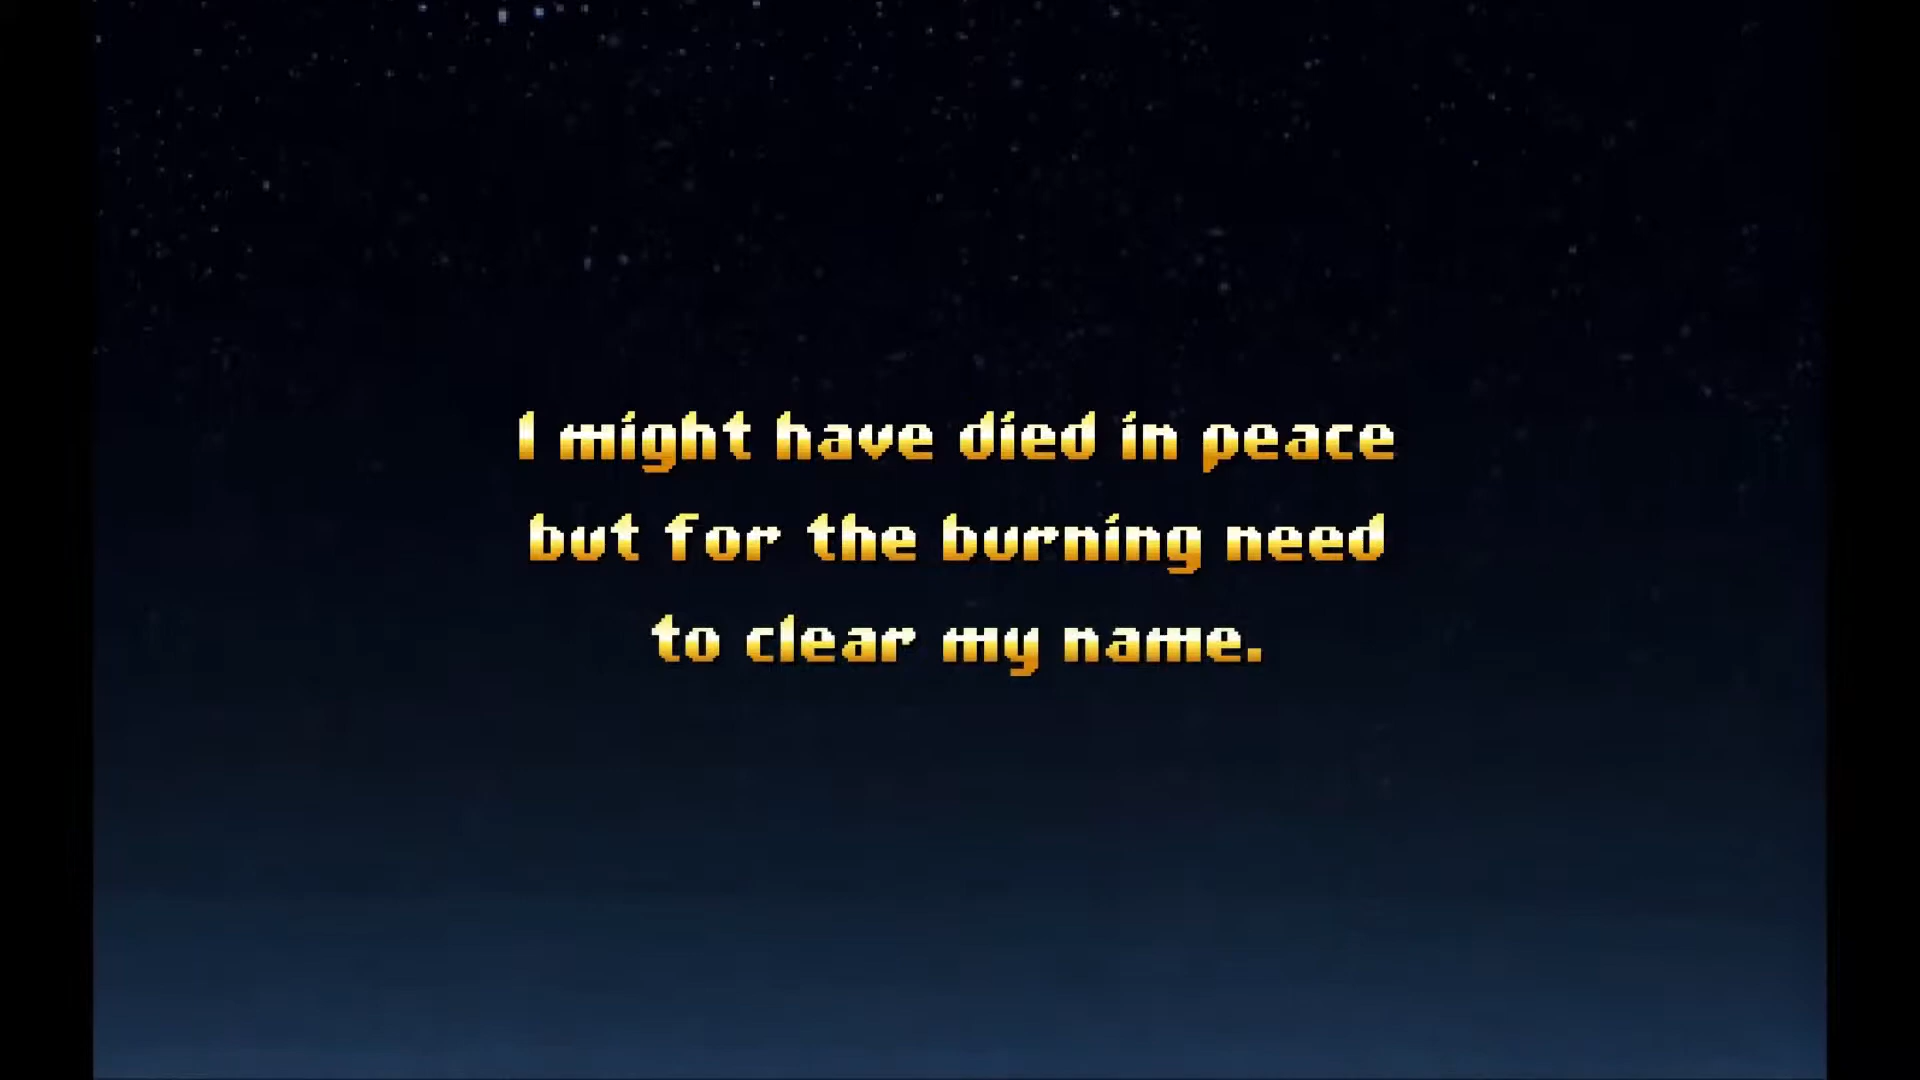 I might have died in peace
but for the burning need
to clear my name.